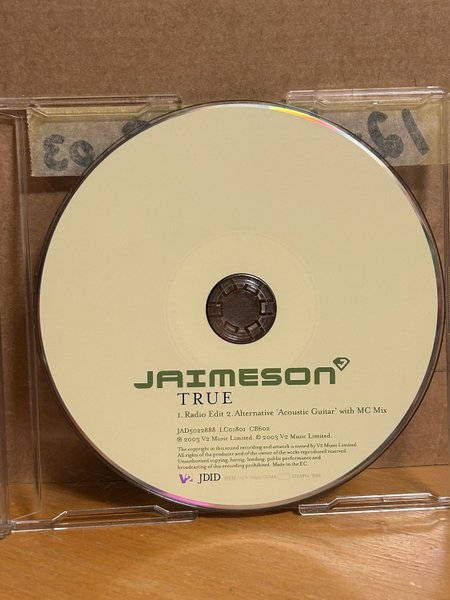 19.
03
JAIMESON
TRUE
1. Radio Edit 2. Alternative 'Acoustic Guitar' with MC Mix
JAD5022888 LC01801 CB602
℗ 2003 V2 Music Limited. © 2003 V2 Music Limited.
The copyright in this sound recording and artwork is owned by V2 Music Limited.
All rights of the producer and of the owner of the works reproduced reserved.
Unauthorised copying, hiring, lending, public performance and
broadcasting of this recording prohibited. Made in the EC.
V2 JDID